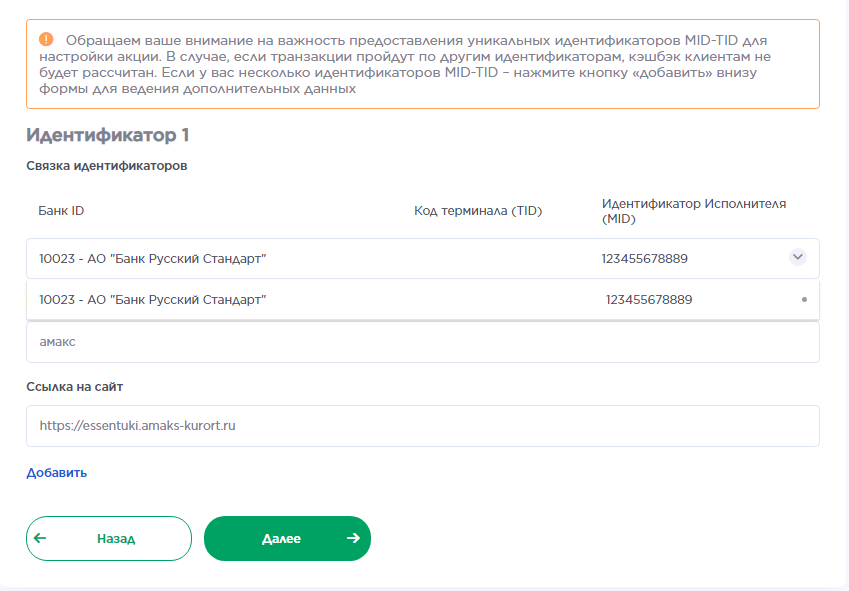 Обращаем ваше внимание на важность предоставления уникальных идентификаторов MID-TID для
настройки акции. В случае, если транзакции пройдут по другим идентификаторам, кэшбэк клиентам не
будет рассчитан. Если у вас несколько идентификаторов MID-TID – нажмите кнопку «добавить» внизу
формы для ведения дополнительных данных
Идентификатор 1
Связка идентификаторов
Банк ID Код терминала (TID) Идентификатор Исполнителя
(MID)
10023 - АО "Банк Русский Стандарт" 123455678889
10023 - АО "Банк Русский Стандарт" 123455678889
амакс
Ссылка на сайт
https://essentuki.amaks-kurort.ru
Добавить
Назад Далее